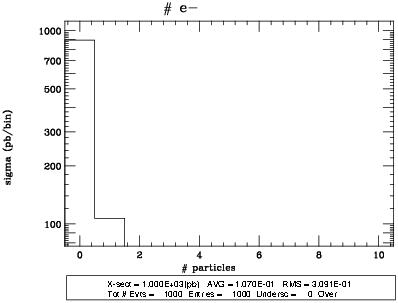 # e−
1000
700
500
300
200
100
sigma (pb/bin)
0 2 4 6 8 10
# particles
X-sect = 1.000E+03(pb) AVG = 1.070E-01 RMS = 3.091E-01
Tot # Evts = 1000 Entries = 1000 Undersc = 0 Over